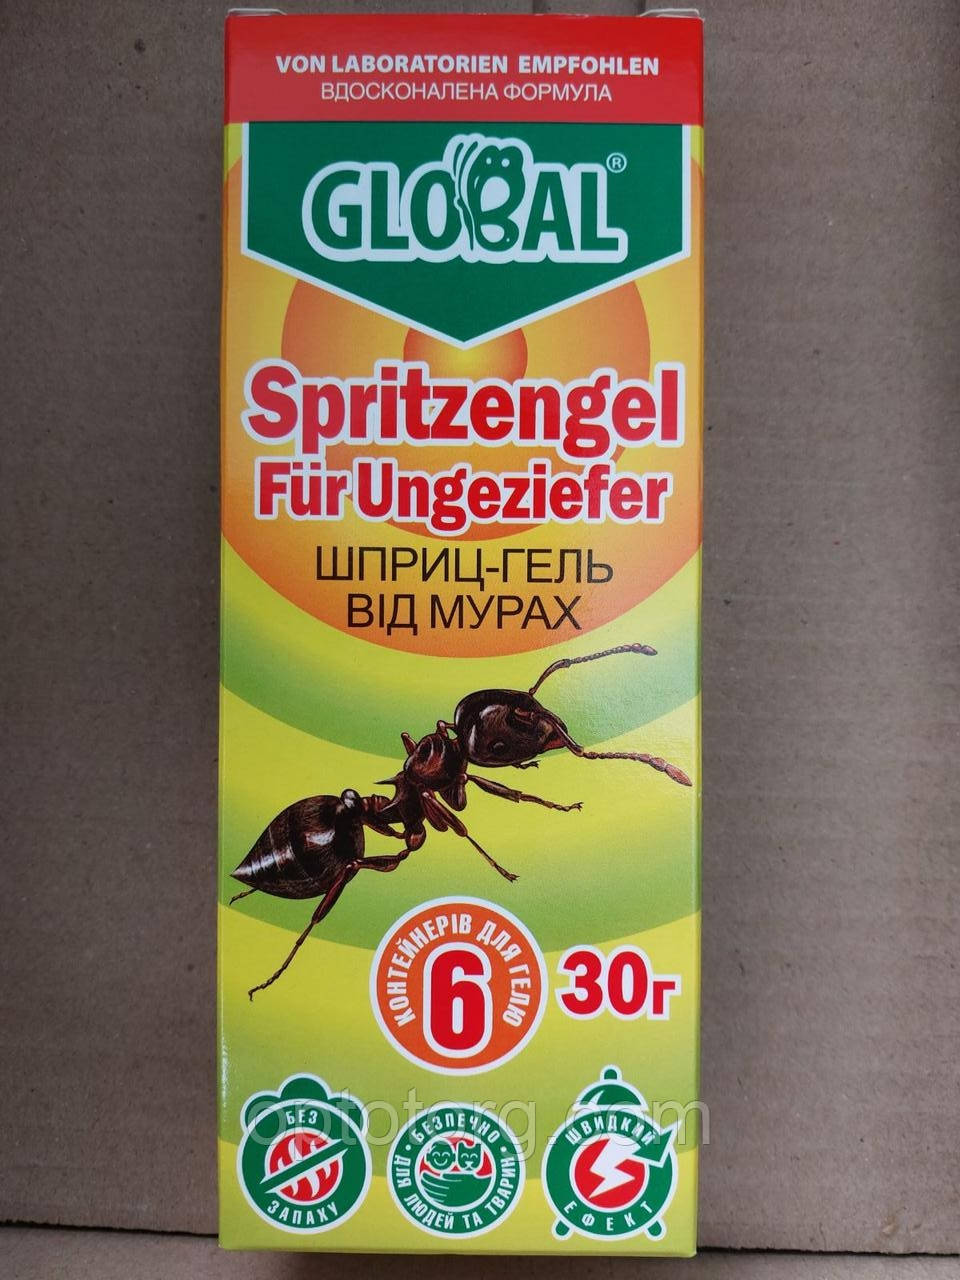 VON LABORATORIEN EMPFOHLEN
ВДОСКОНАЛЕНА ФОРМУЛА
GLOBAL®
Spritzengel
Für Ungeziefer
ШПРИЦ-ГЕЛЬ
ВІД МУРАХ
КОНТЕЙНЕРІВ ДЛЯ ГЕЛЮ
6
30г
БЕЗ
ЗАПАХУ
БЕЗПЕЧНО
ДЛЯ ЛЮДЕЙ ТА ТВАРИН
ШВИДКИЙ
ЕФЕКТ
optotorg.com